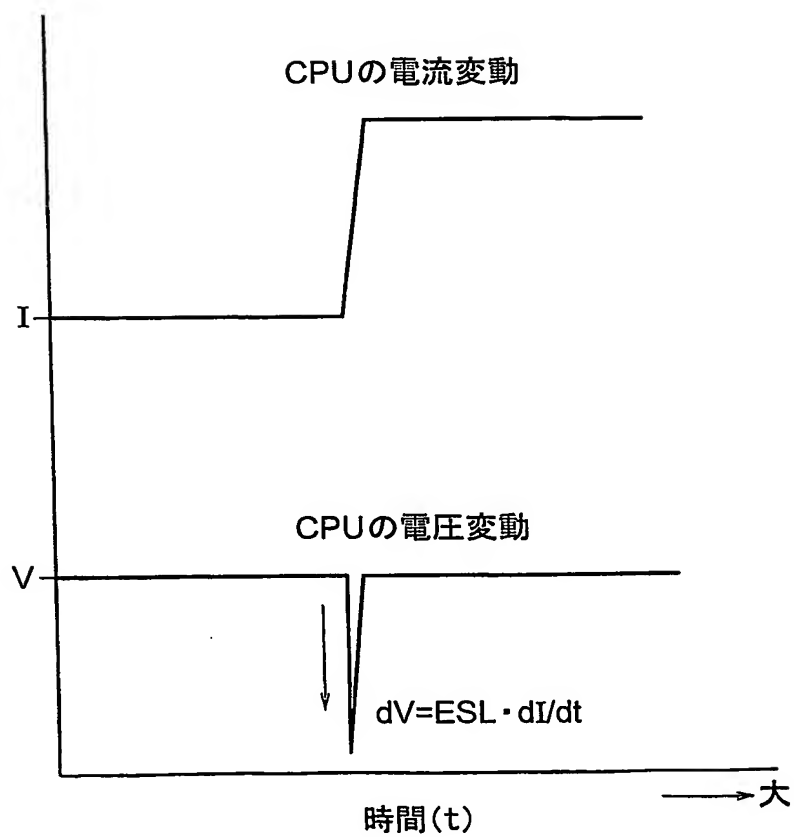 CPUの電流変動
I
CPUの電圧変動
V
dV=ESL・dI/dt
大
時間(t)